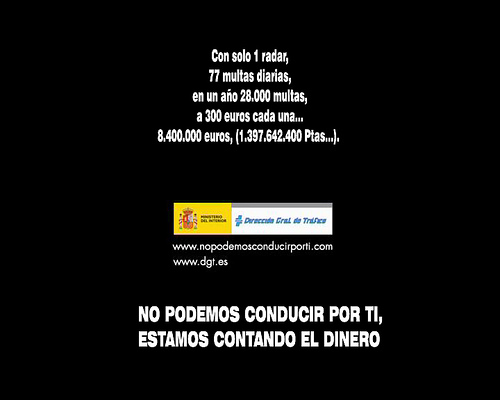 Con solo 1 radar,
77 multas diarias,
en un año 28.000 multas,
a 300 euros cada una...
8.400.000 euros, (1.397.642.400 Ptas...).
MINISTERIO
DEL INTERIOR
Dirección Gral. de Tráfico
www.nopodemosconducirporti.com
www.dgt.es
NO PODEMOS CONDUCIR POR TI,
ESTAMOS CONTANDO EL DINERO